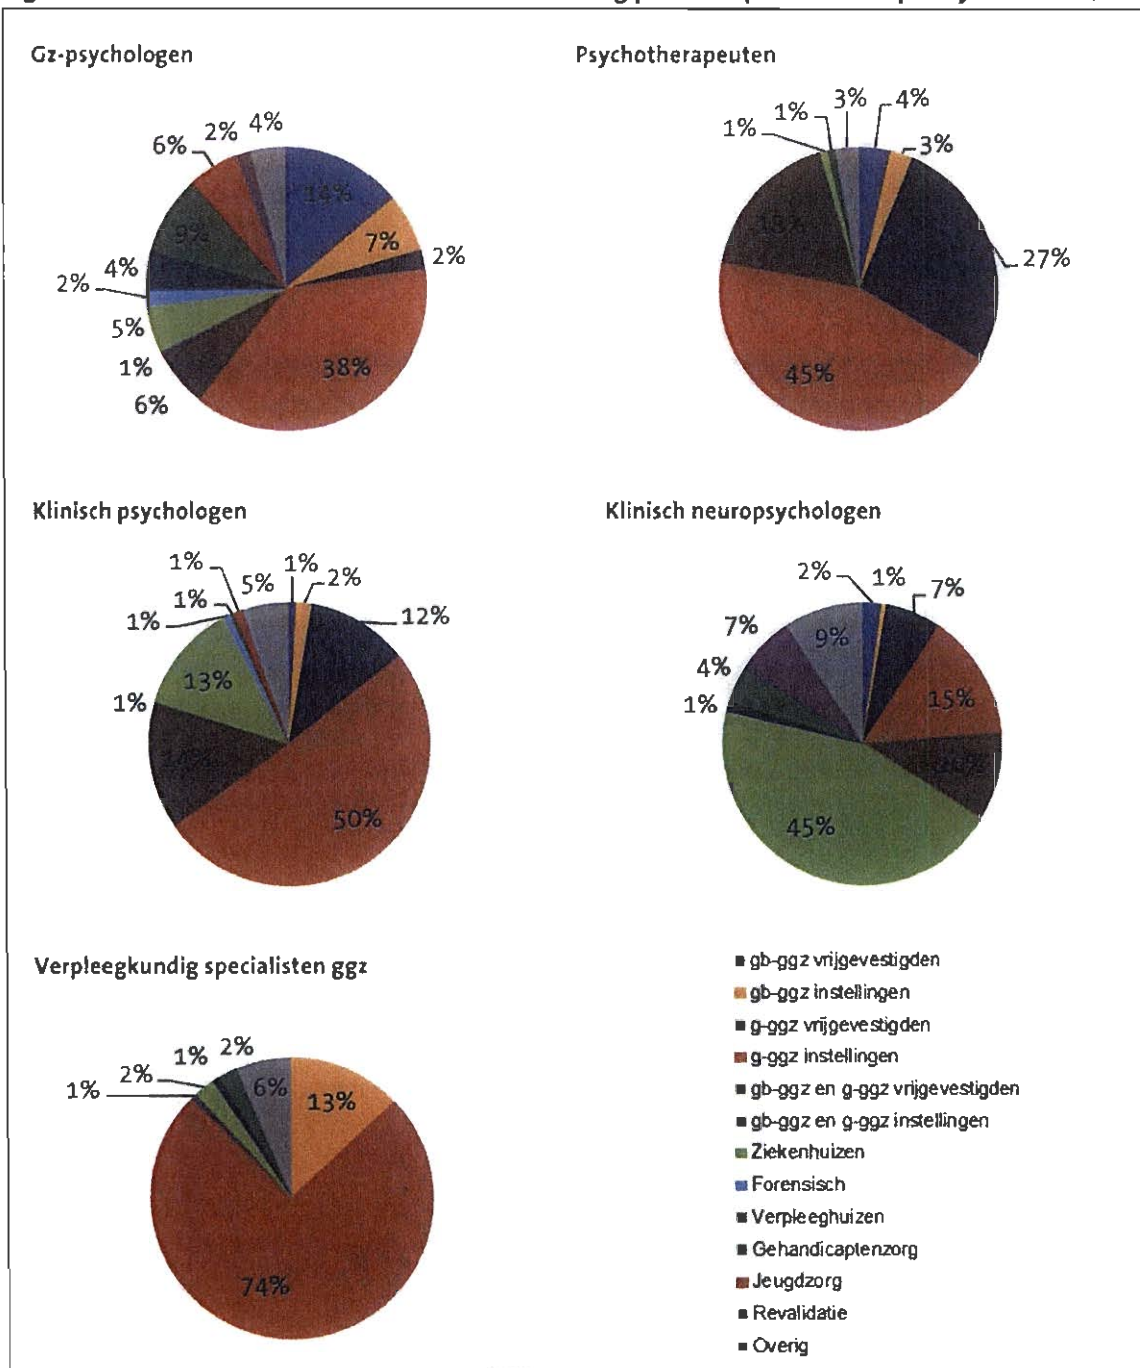 Gz-psychologen
Psychotherapeuten
6%
2%
4%
14%
7%
2%
38%
6%
1%
5%
2%
4%
9%
1%
1%
3%
4%
3%
27%
45%
18%
Klinisch psychologen
Klinisch neuropsychologen
1%
1%
1%
5%
1%
2%
12%
50%
14%
1%
13%
2%
1%
7%
15%
10%
45%
1%
4%
7%
9%
Verpleegkundig specialisten ggz
1%
2%
1%
2%
6%
13%
74%
gb-ggz vrijgevestigden
gb-ggz instellingen
g-ggz vrijgevestigden
g-ggz instellingen
gb-ggz en g-ggz vrijgevestigden
gb-ggz en g-ggz instellingen
Ziekenhuizen
Forensisch
Verpleeghuizen
Gehandicaptenzorg
Jeugdzorg
Revalidatie
Overig